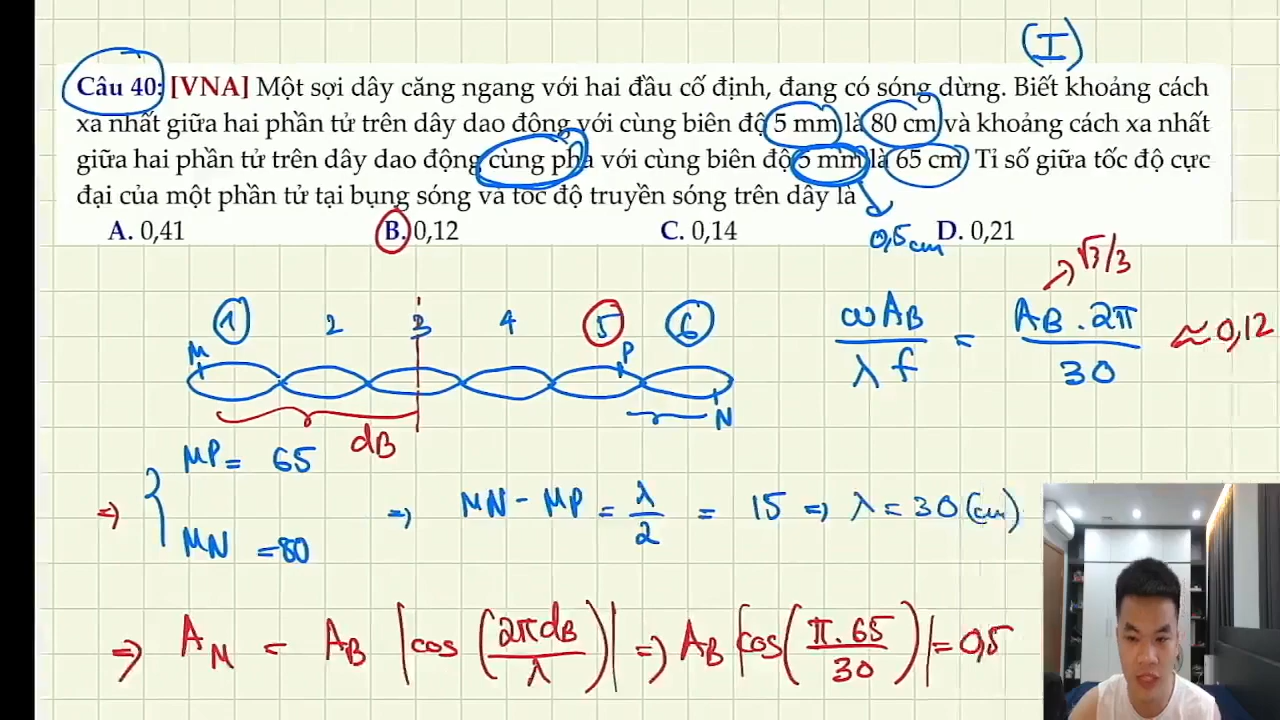 (I)
Câu 40: [VNA] Một sợi dây căng ngang với hai đầu cố định, đang có sóng dừng. Biết khoảng cách
xa nhất giữa hai phần tử trên dây dao động với cùng biên độ 5 mm là 80 cm và khoảng cách xa nhất
giữa hai phần tử trên dây dao động cùng pha với cùng biên độ 5 mm là 65 cm. Tỉ số giữa tốc độ cực
đại của một phần tử tại bụng sóng và tốc độ truyền sóng trên dây là
A. 0,41 B. 0,12 C. 0,14 D. 0,21
0,5 cm
√3/3
ωA_B / λf = A_B . 2π / 30 ≈ 0,12
1 2 3 4 5 6
M P N
d_B
⇒ { MP = 65
MN = 80
⇒ MN - MP = λ/2 = 15 ⇒ λ = 30 (cm)
⇒ A_M = A_B |cos(2πd_B/λ)| ⇒ A_B |cos(π.65/30)| = 0,5